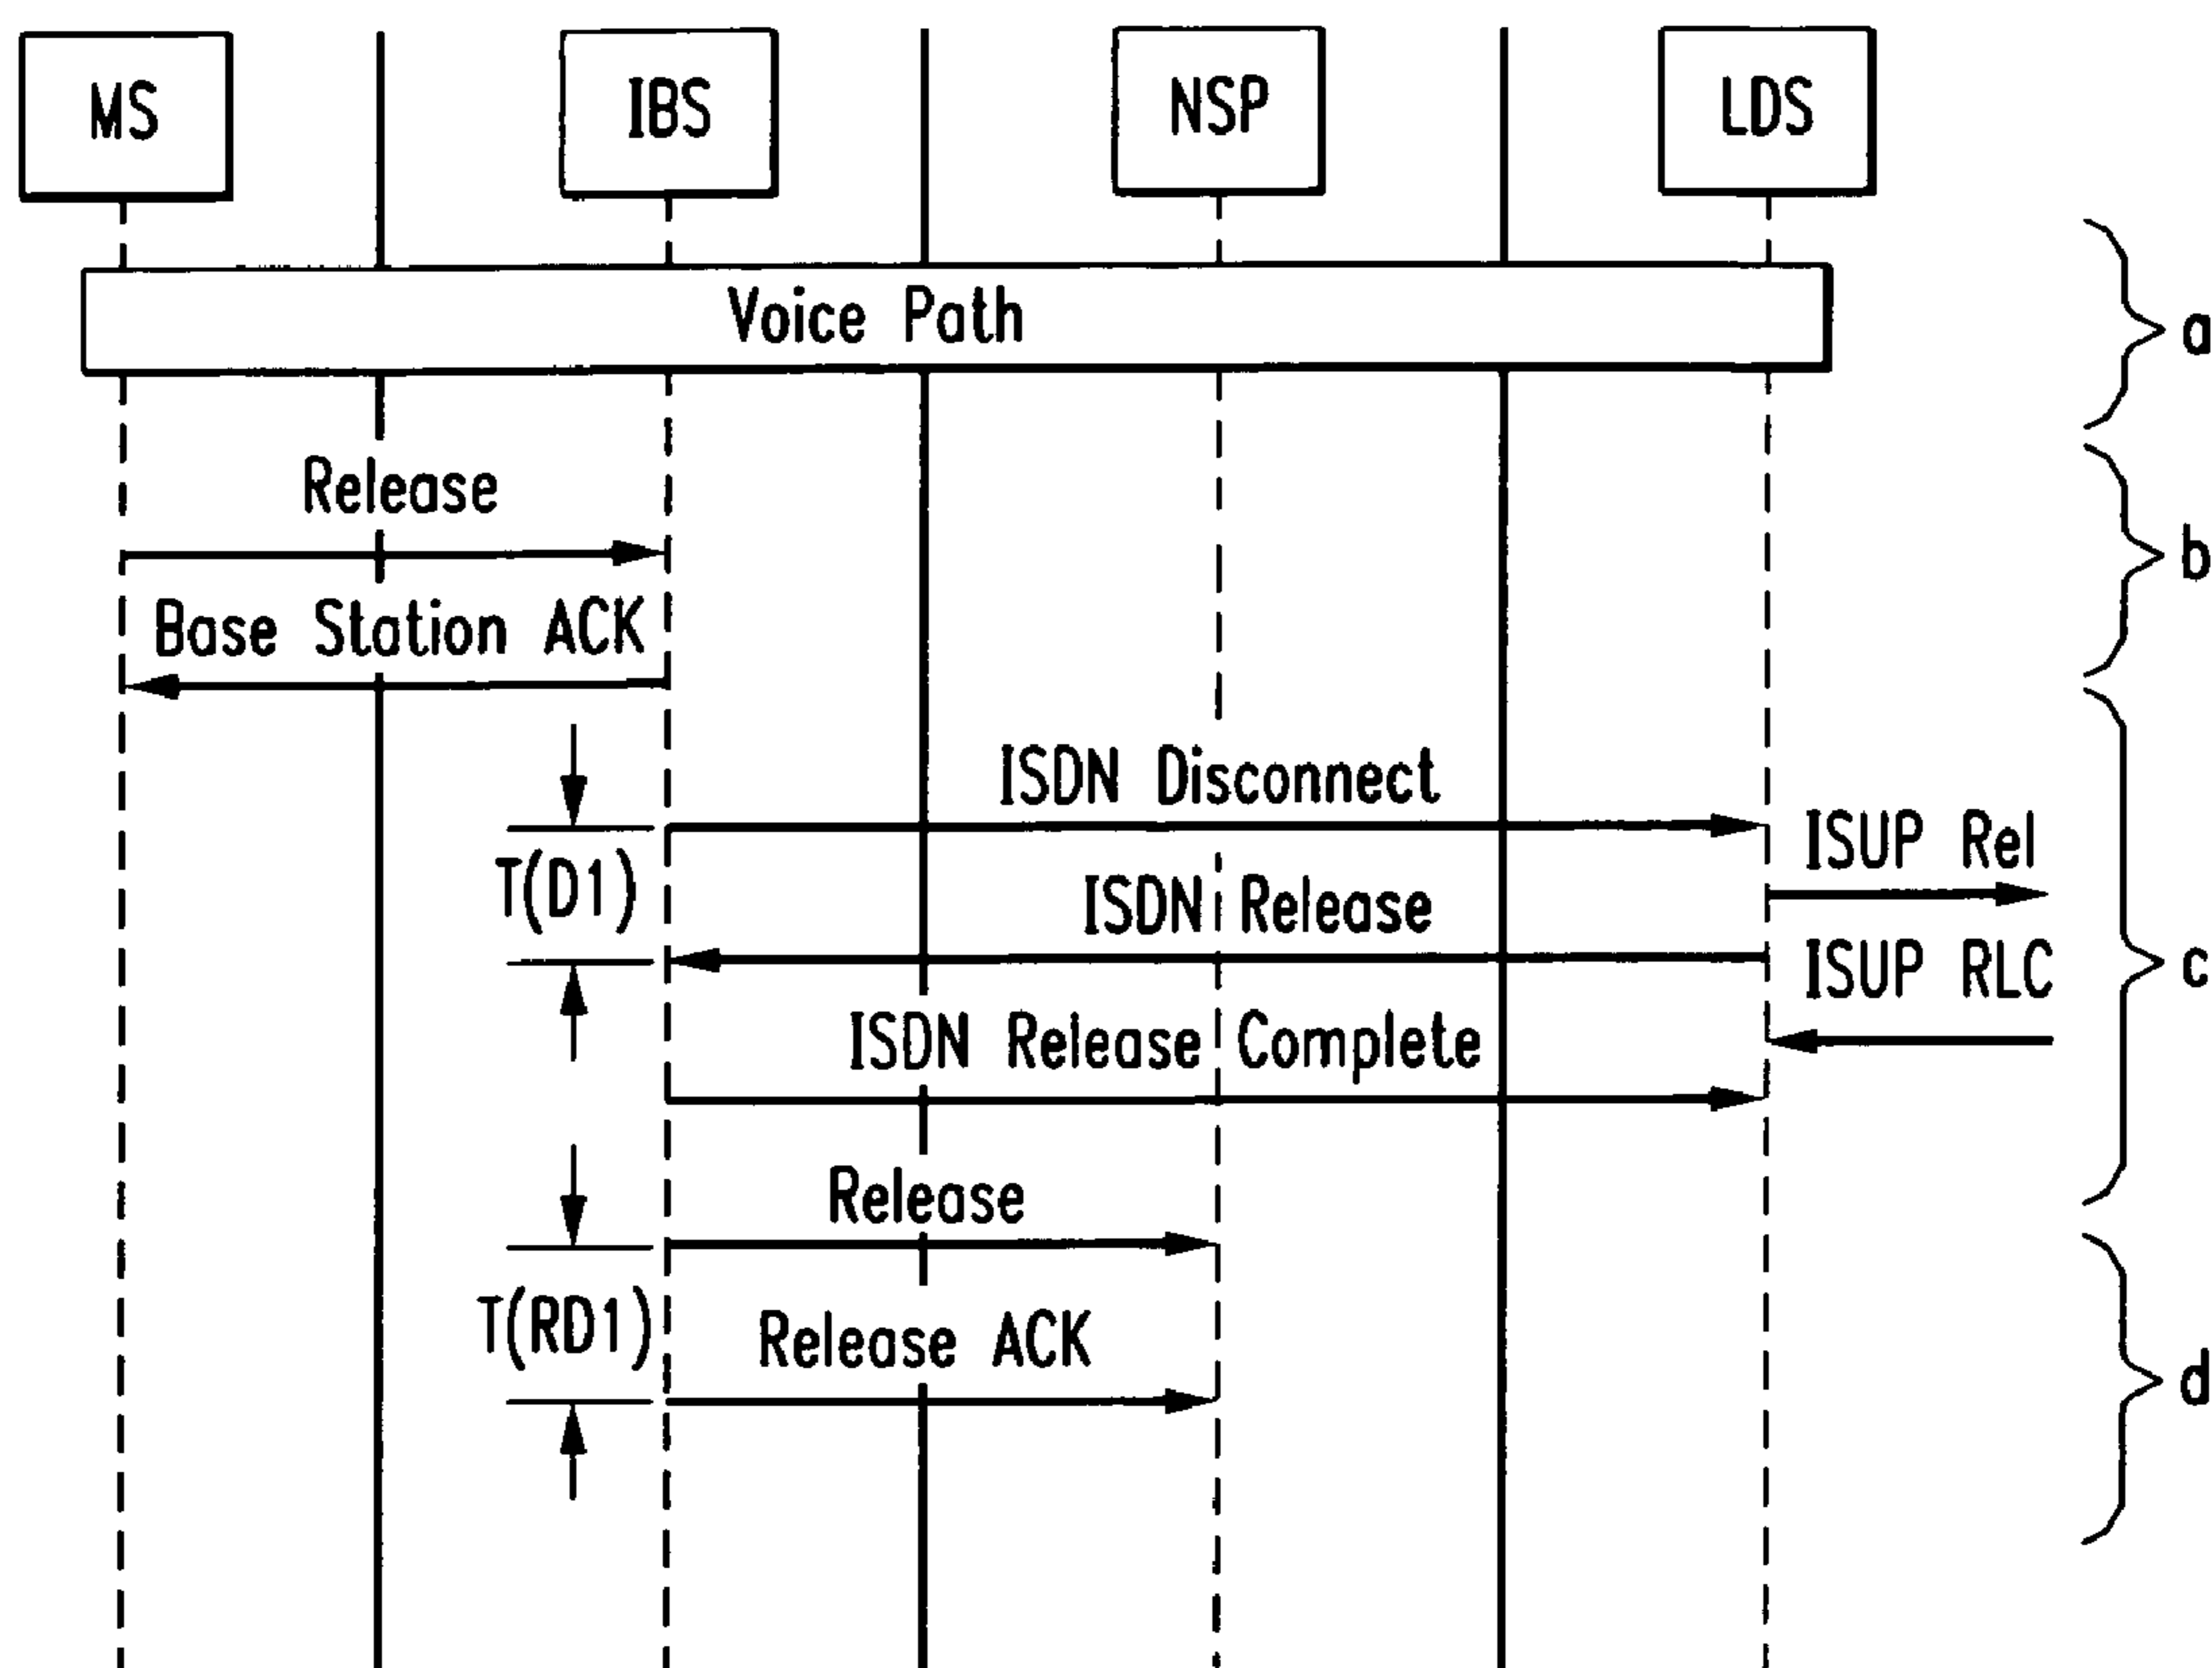 MS
IBS
NSP
LDS
Voice Path
a
Release
b
Base Station ACK
ISDN Disconnect
ISUP Rel
T(D1)
ISDN Release
ISUP RLC
c
ISDN Release Complete
Release
T(RD1)
Release ACK
d